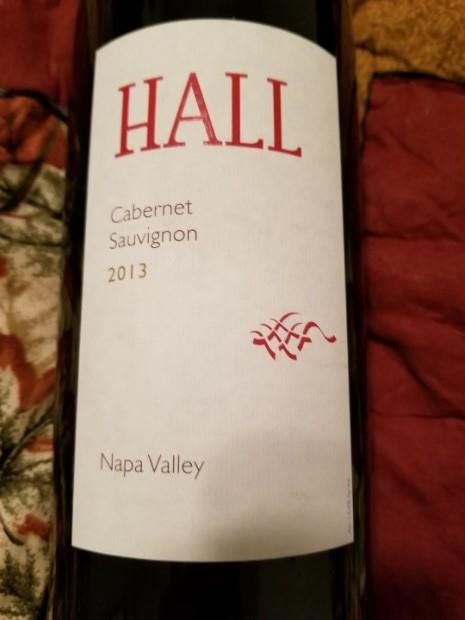 HALL
Cabernet
Sauvignon
2013
Napa Valley